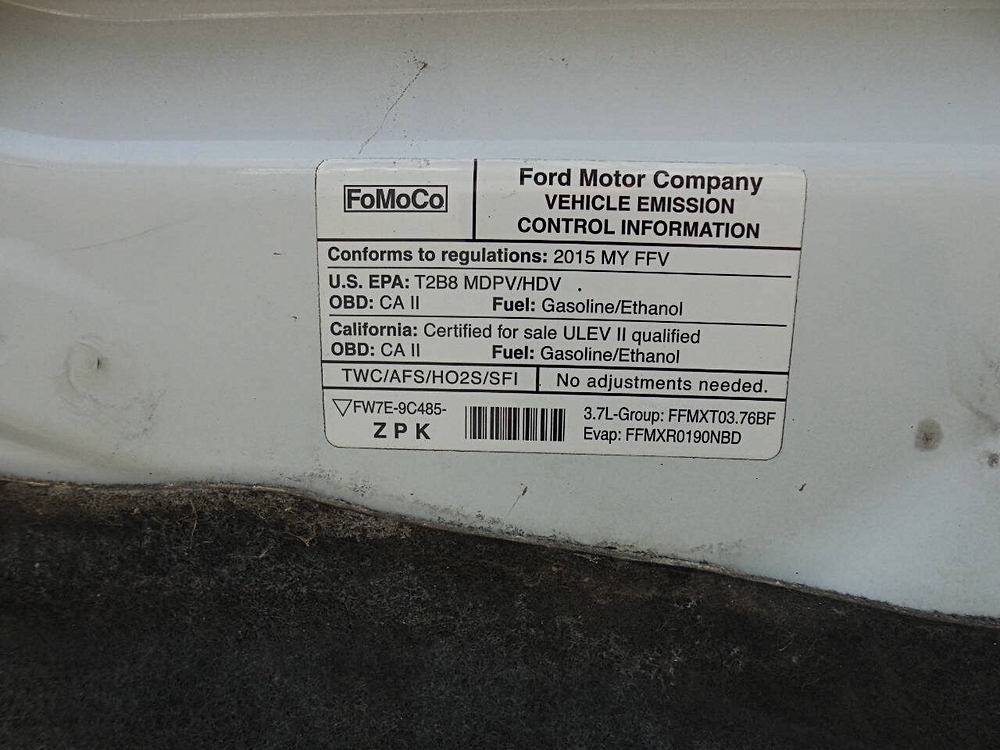 FoMoCo
Ford Motor Company
VEHICLE EMISSION
CONTROL INFORMATION
Conforms to regulations: 2015 MY FFV
U.S. EPA: T2B8 MDPV/HDV .
OBD: CA II Fuel: Gasoline/Ethanol
California: Certified for sale ULEV II qualified
OBD: CA II Fuel: Gasoline/Ethanol
TWC/AFS/HO2S/SFI No adjustments needed.
▽FW7E-9C485-
ZPK
3.7L-Group: FFMXT03.76BF
Evap: FFMXR0190NBD